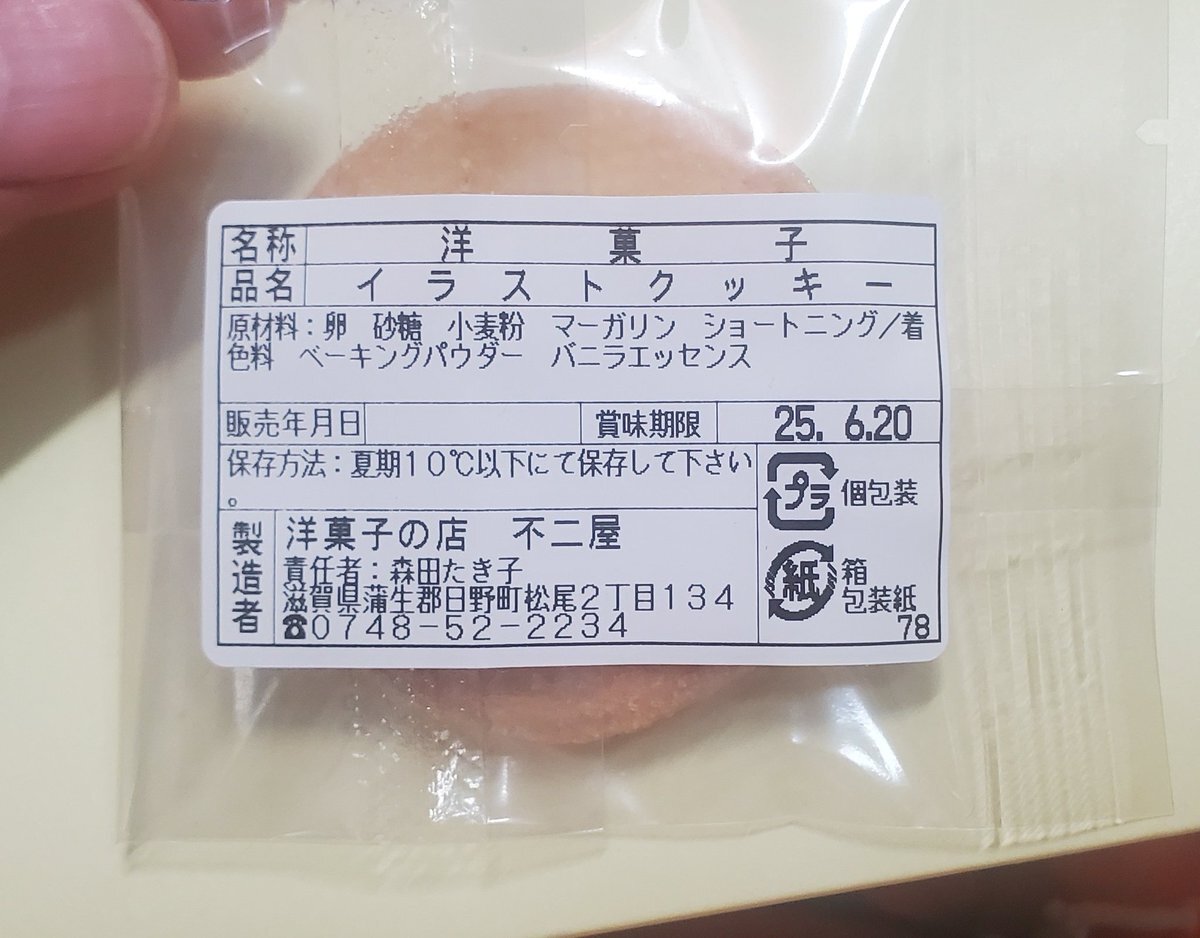 名称 洋菓子
品名 イラストクッキー
原材料：卵 砂糖 小麦粉 マーガリン ショートニング／着
色料 ベーキングパウダー バニラエッセンス
販売年月日 賞味期限 25. 6.20
保存方法：夏期10℃以下にて保存して下さい
。
プラ 個包装
製造者 洋菓子の店 不二屋
責任者：森田たき子
滋賀県蒲生郡日野町松尾2丁目134
☎0748-52-2234
紙 箱
包装紙
78